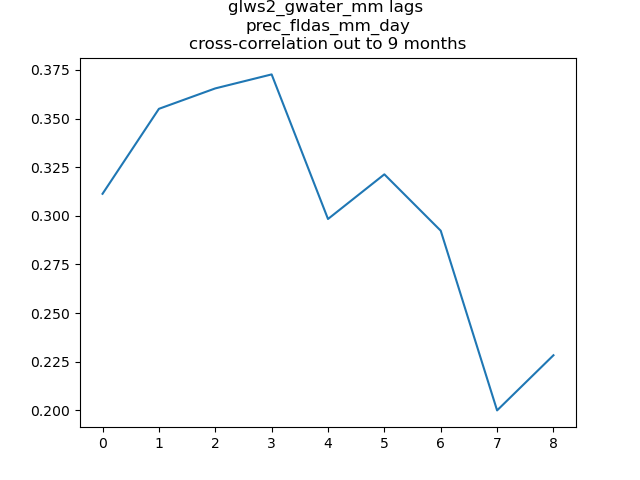 glws2_gwater_mm lags
prec_fldas_mm_day
cross-correlation out to 9 months
0.375
0.350
0.325
0.300
0.275
0.250
0.225
0.200
0 1 2 3 4 5 6 7 8